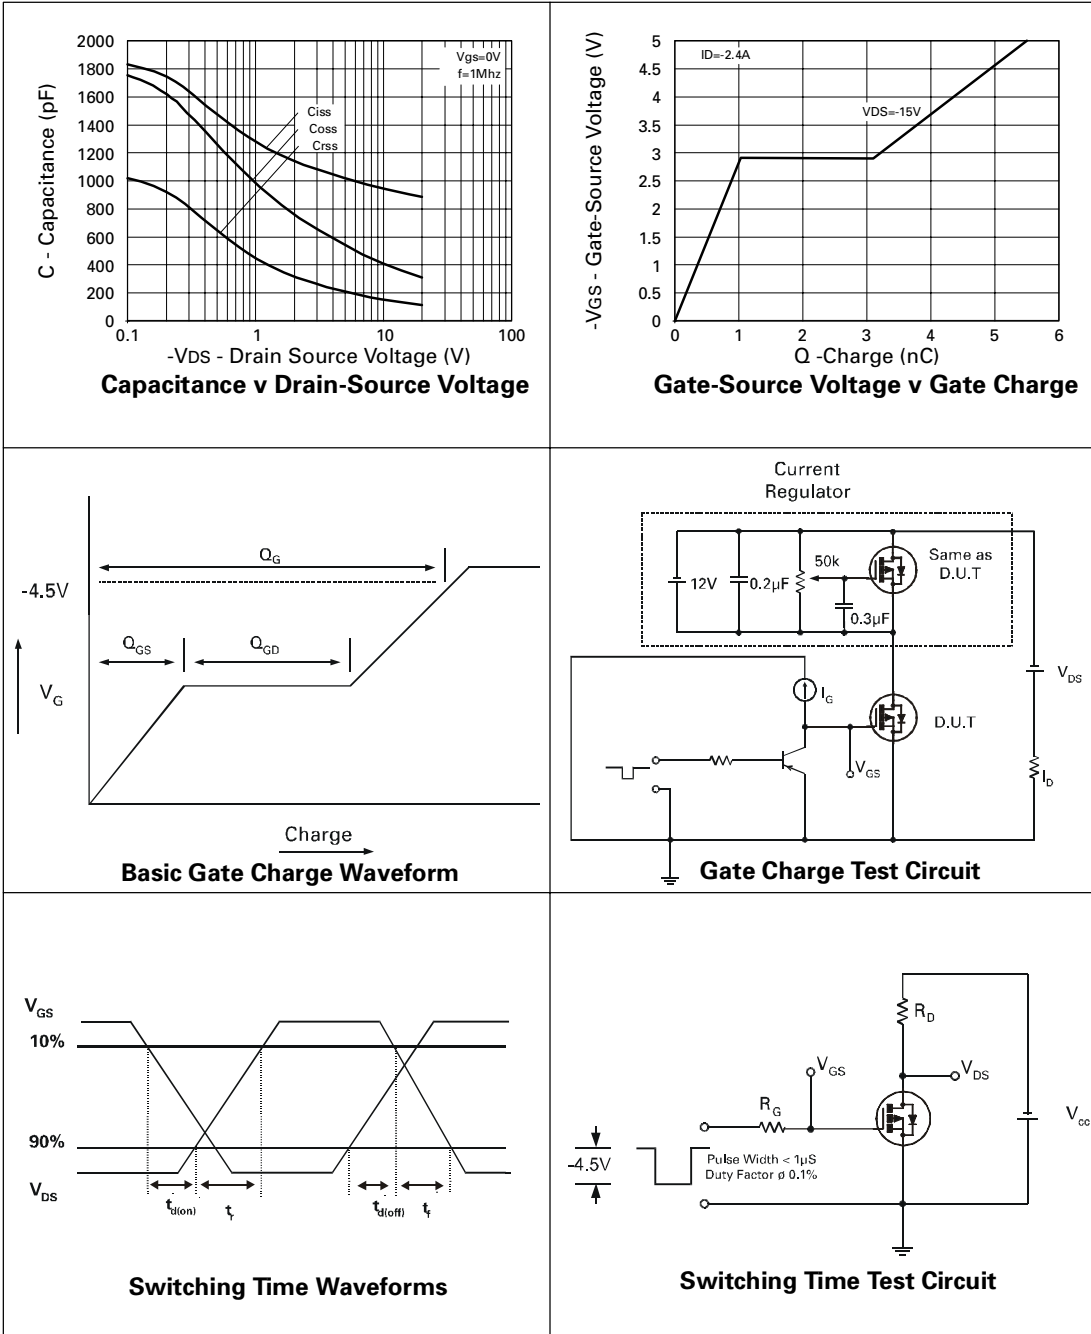 2000
1800
1600
1400
1200
1000
800
600
400
200
0
C - Capacitance (pF)
Vgs=0V
f=1Mhz
Ciss
Coss
Crss
0.1
1
10
100
-VDS - Drain Source Voltage (V)
Capacitance v Drain-Source Voltage
5
4.5
4
3.5
3
2.5
2
1.5
1
0.5
0
-VGS - Gate-Source Voltage (V)
ID=-2.4A
VDS=-15V
0
1
2
3
4
5
6
Q -Charge (nC)
Gate-Source Voltage v Gate Charge
QG
-4.5V
QGS
QGD
VG
Charge
Basic Gate Charge Waveform
Current
Regulator
50k
Same as
D.U.T
12V
0.2µF
0.3µF
VDS
IG
D.U.T
VGS
ID
Gate Charge Test Circuit
VGS
10%
90%
VDS
td(on)
tr
td(off)
tf
Switching Time Waveforms
RD
VGS
VDS
RG
Vcc
-4.5V
Pulse Width < 1µS
Duty Factor ø 0.1%
Switching Time Test Circuit